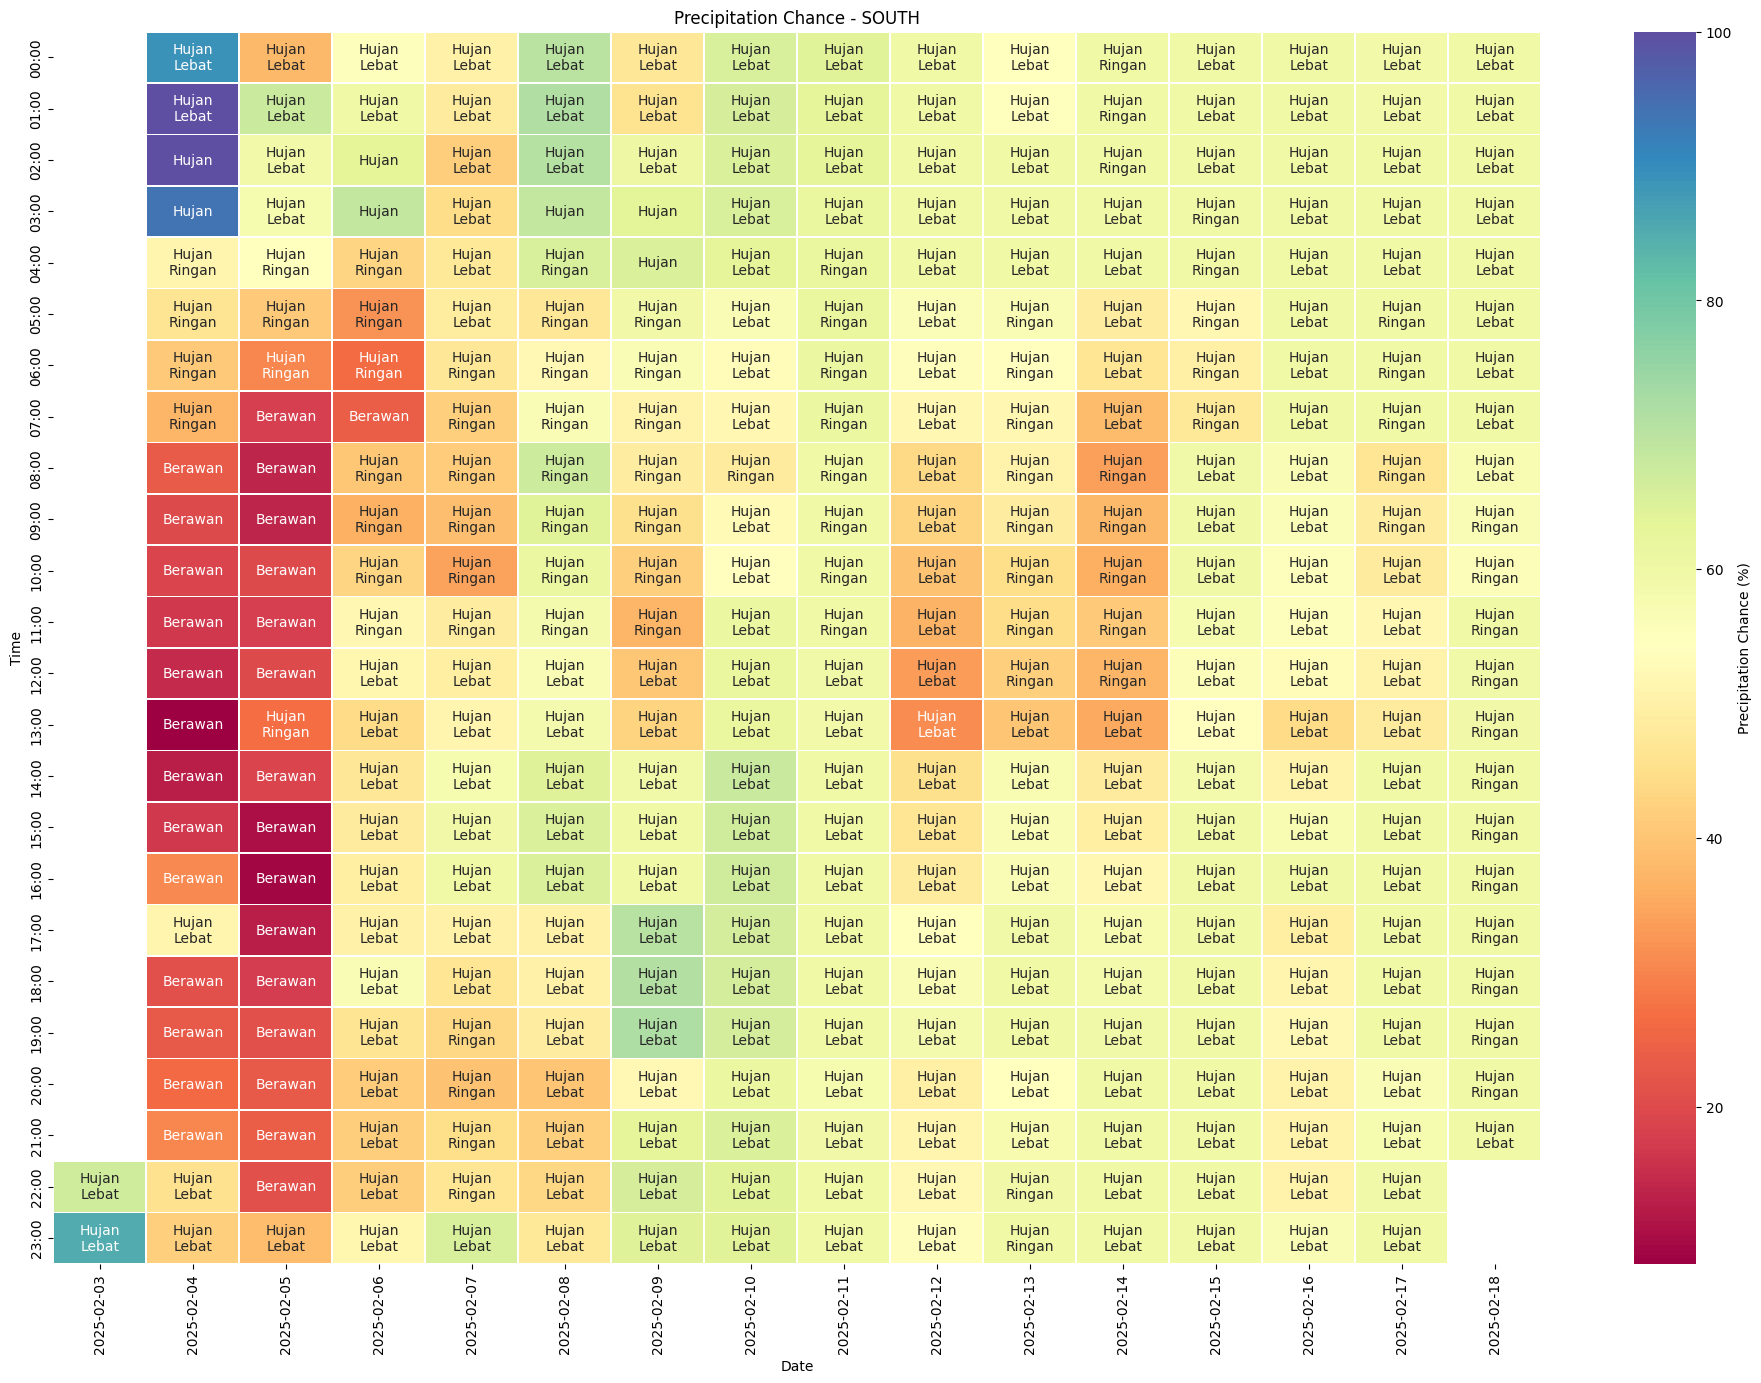 Precipitation Chance - SOUTH
00:00
Hujan Hujan Hujan Hujan Hujan Hujan Hujan Hujan Hujan Hujan Hujan Hujan Hujan Hujan Hujan
Lebat Lebat Lebat Lebat Lebat Lebat Lebat Lebat Lebat Lebat Ringan Lebat Lebat Lebat Lebat
01:00
Hujan Hujan Hujan Hujan Hujan Hujan Hujan Hujan Hujan Hujan Hujan Hujan Hujan Hujan Hujan
Lebat Lebat Lebat Lebat Lebat Lebat Lebat Lebat Lebat Lebat Ringan Lebat Lebat Lebat Lebat
02:00
Hujan Hujan Hujan Hujan Hujan Hujan Hujan Hujan Hujan Hujan Hujan Hujan Hujan Hujan Hujan
Lebat Lebat Lebat Lebat Lebat Lebat Lebat Lebat Ringan Lebat Lebat Lebat Lebat
03:00
Hujan Hujan Hujan Hujan Hujan Hujan Hujan Hujan Hujan Hujan Hujan Hujan Hujan Hujan Hujan
Lebat Lebat Lebat Lebat Lebat Lebat Lebat Ringan Lebat Lebat Lebat
04:00
Hujan Hujan Hujan Hujan Hujan Hujan Hujan Hujan Hujan Hujan Hujan Hujan Hujan Hujan Hujan
Ringan Ringan Ringan Lebat Ringan Lebat Ringan Lebat Lebat Lebat Ringan Lebat Lebat Lebat
05:00
Hujan Hujan Hujan Hujan Hujan Hujan Hujan Hujan Hujan Hujan Hujan Hujan Hujan Hujan Hujan
Ringan Ringan Ringan Lebat Ringan Ringan Lebat Ringan Lebat Ringan Lebat Ringan Lebat Ringan Lebat
06:00
Hujan Hujan Hujan Hujan Hujan Hujan Hujan Hujan Hujan Hujan Hujan Hujan Hujan Hujan Hujan
Ringan Ringan Ringan Ringan Ringan Ringan Lebat Ringan Lebat Ringan Lebat Ringan Lebat Ringan Lebat
07:00
Hujan Berawan Berawan Hujan Hujan Hujan Hujan Hujan Hujan Hujan Hujan Hujan Hujan Hujan Hujan
Ringan Ringan Ringan Ringan Lebat Ringan Lebat Ringan Lebat Ringan Lebat Ringan Lebat
08:00
Berawan Berawan Hujan Hujan Hujan Hujan Hujan Hujan Hujan Hujan Hujan Hujan Hujan Hujan Hujan
Ringan Ringan Ringan Ringan Ringan Ringan Lebat Ringan Ringan Lebat Lebat Ringan Lebat
09:00
Berawan Berawan Hujan Hujan Hujan Hujan Hujan Hujan Hujan Hujan Hujan Hujan Hujan Hujan Hujan
Ringan Ringan Ringan Ringan Lebat Ringan Lebat Ringan Ringan Lebat Lebat Ringan Ringan
10:00
Berawan Berawan Hujan Hujan Hujan Hujan Hujan Hujan Hujan Hujan Hujan Hujan Hujan Hujan Hujan
Ringan Ringan Ringan Ringan Lebat Ringan Lebat Ringan Ringan Lebat Lebat Lebat Ringan
11:00
Berawan Berawan Hujan Hujan Hujan Hujan Hujan Hujan Hujan Hujan Hujan Hujan Hujan Hujan Hujan
Ringan Ringan Ringan Ringan Lebat Ringan Lebat Ringan Ringan Lebat Lebat Lebat Ringan
12:00
Berawan Berawan Hujan Hujan Hujan Hujan Hujan Hujan Hujan Hujan Hujan Hujan Hujan Hujan Hujan
Lebat Lebat Lebat Lebat Lebat Lebat Lebat Ringan Ringan Lebat Lebat Lebat Ringan
13:00
Berawan Hujan Hujan Hujan Hujan Hujan Hujan Hujan Hujan Hujan Hujan Hujan Hujan Hujan Hujan
Ringan Lebat Lebat Lebat Lebat Lebat Lebat Lebat Lebat Lebat Lebat Lebat Lebat Ringan
14:00
Berawan Berawan Hujan Hujan Hujan Hujan Hujan Hujan Hujan Hujan Hujan Hujan Hujan Hujan Hujan
Lebat Lebat Lebat Lebat Lebat Lebat Lebat Lebat Lebat Lebat Lebat Lebat Ringan
15:00
Berawan Berawan Hujan Hujan Hujan Hujan Hujan Hujan Hujan Hujan Hujan Hujan Hujan Hujan Hujan
Lebat Lebat Lebat Lebat Lebat Lebat Lebat Lebat Lebat Lebat Lebat Lebat Ringan
16:00
Berawan Berawan Hujan Hujan Hujan Hujan Hujan Hujan Hujan Hujan Hujan Hujan Hujan Hujan Hujan
Lebat Lebat Lebat Lebat Lebat Lebat Lebat Lebat Lebat Lebat Lebat Lebat Ringan
17:00
Hujan Berawan Hujan Hujan Hujan Hujan Hujan Hujan Hujan Hujan Hujan Hujan Hujan Hujan Hujan
Lebat Lebat Lebat Lebat Lebat Lebat Lebat Lebat Lebat Lebat Lebat Lebat Lebat Ringan
18:00
Berawan Berawan Hujan Hujan Hujan Hujan Hujan Hujan Hujan Hujan Hujan Hujan Hujan Hujan Hujan
Lebat Lebat Lebat Lebat Lebat Lebat Lebat Lebat Lebat Lebat Lebat Lebat Ringan
19:00
Berawan Berawan Hujan Hujan Hujan Hujan Hujan Hujan Hujan Hujan Hujan Hujan Hujan Hujan Hujan
Lebat Ringan Lebat Lebat Lebat Lebat Lebat Lebat Lebat Lebat Lebat Lebat Ringan
20:00
Berawan Berawan Hujan Hujan Hujan Hujan Hujan Hujan Hujan Hujan Hujan Hujan Hujan Hujan Hujan
Lebat Ringan Lebat Lebat Lebat Lebat Lebat Lebat Lebat Lebat Lebat Lebat Ringan
21:00
Berawan Berawan Hujan Hujan Hujan Hujan Hujan Hujan Hujan Hujan Hujan Hujan Hujan Hujan Hujan
Lebat Ringan Lebat Lebat Lebat Lebat Lebat Lebat Lebat Lebat Lebat Lebat Lebat
22:00
Hujan Hujan Berawan Hujan Hujan Hujan Hujan Hujan Hujan Hujan Hujan Hujan Hujan Hujan Hujan
Lebat Lebat Lebat Ringan Lebat Lebat Lebat Lebat Lebat Ringan Lebat Lebat Lebat Lebat
23:00
Hujan Hujan Hujan Hujan Hujan Hujan Hujan Hujan Hujan Hujan Hujan Hujan Hujan Hujan Hujan
Lebat Lebat Lebat Lebat Lebat Lebat Lebat Lebat Lebat Lebat Ringan Lebat Lebat Lebat Lebat
Time
2025-02-03
2025-02-04
2025-02-05
2025-02-06
2025-02-07
2025-02-08
2025-02-09
2025-02-10
2025-02-11
2025-02-12
2025-02-13
2025-02-14
2025-02-15
2025-02-16
2025-02-17
2025-02-18
Date
100
80
60
40
20
Precipitation Chance (%)